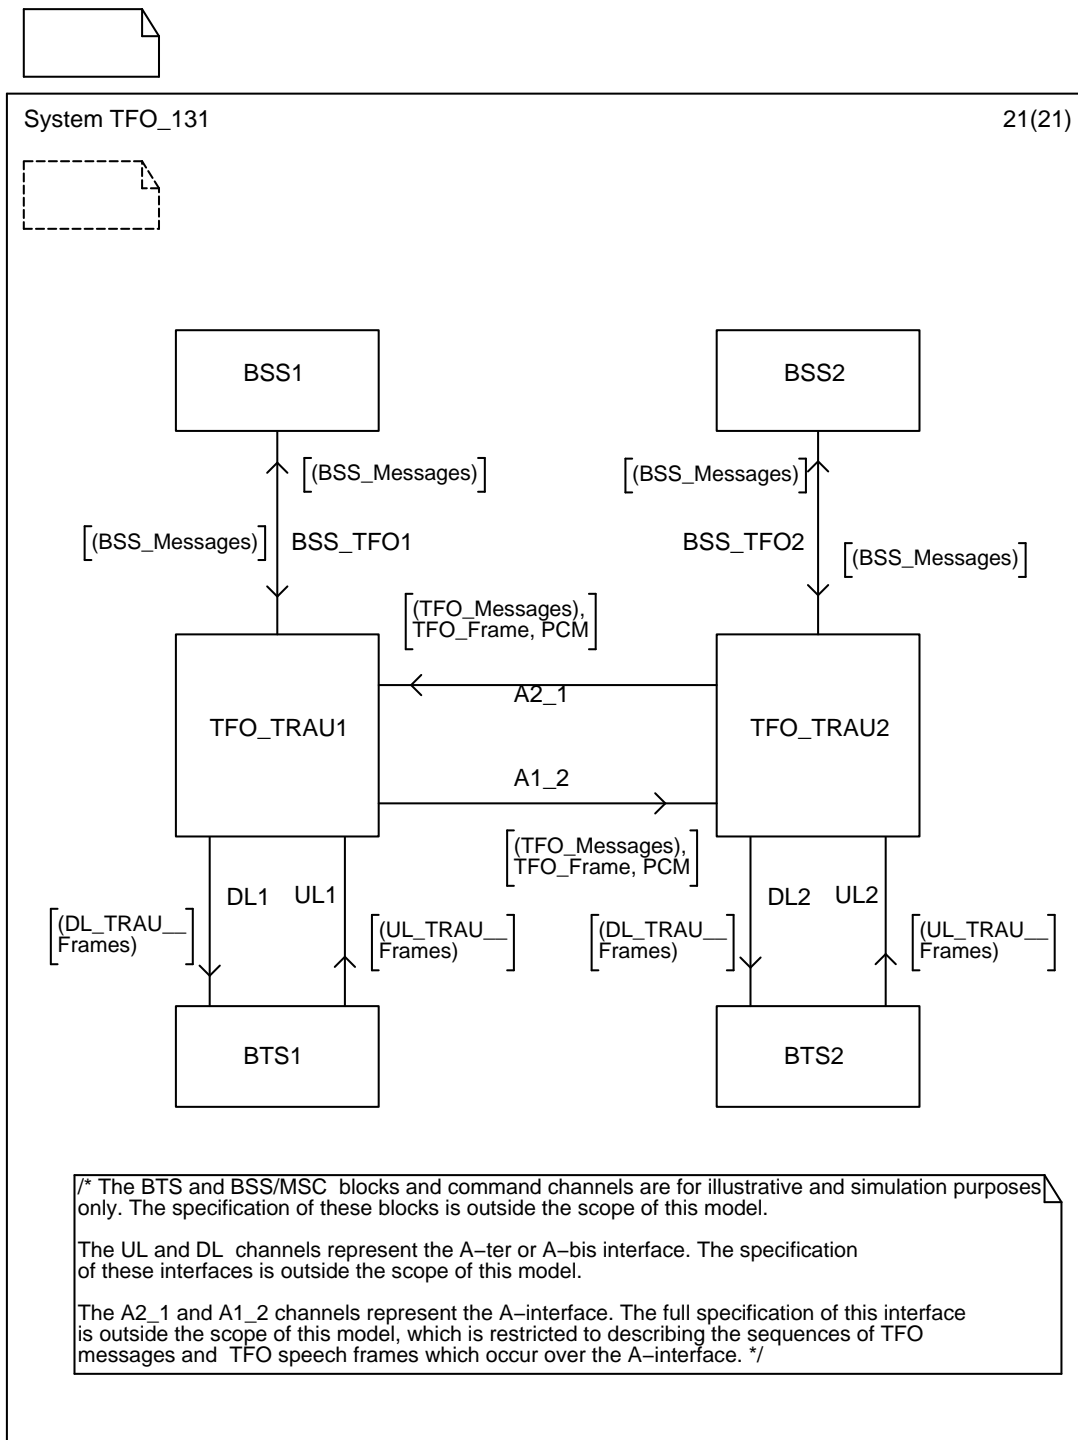 System TFO_131
21(21)
BSS1
BSS2
[(BSS_Messages)]
[(BSS_Messages)]
[(BSS_Messages)]
BSS_TFO1
BSS_TFO2
[(BSS_Messages)]
[(TFO_Messages),
TFO_Frame, PCM]
A2_1
TFO_TRAU1
TFO_TRAU2
A1_2
[(TFO_Messages),
TFO_Frame, PCM]
DL1
UL1
DL2
UL2
[(DL_TRAU__
Frames)]
[(UL_TRAU__
Frames)]
[(DL_TRAU__
Frames)]
[(UL_TRAU__
Frames)]
BTS1
BTS2
/* The BTS and BSS/MSC  blocks and command channels are for illustrative and simulation purposes
only. The specification of these blocks is outside the scope of this model.
The UL and DL  channels represent the A−ter or A−bis interface. The specification
of these interfaces is outside the scope of this model.
The A2_1 and A1_2 channels represent the A−interface. The full specification of this interface
is outside the scope of this model, which is restricted to describing the sequences of TFO
messages and  TFO speech frames which occur over the A−interface. */